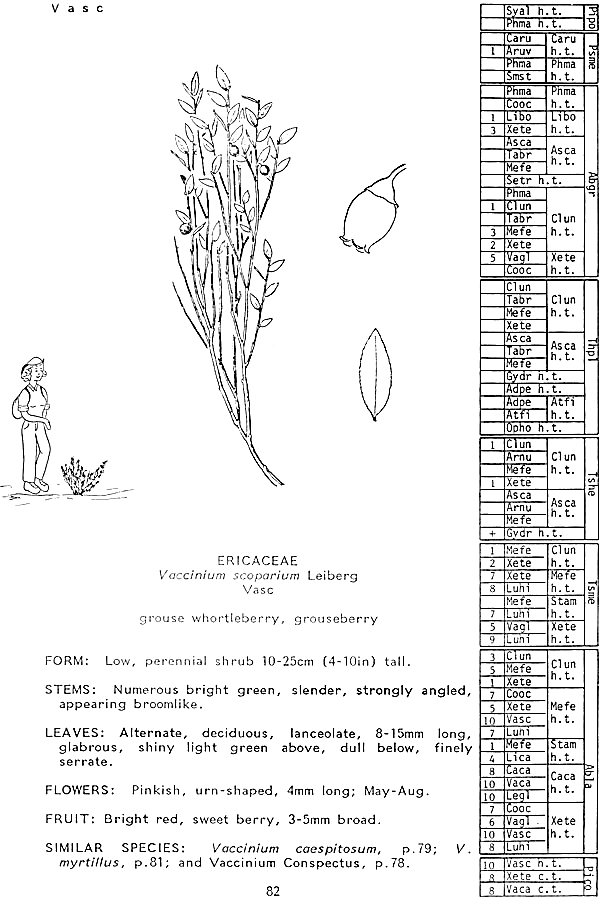 Vasc
Syal h.t.
Phma h.t.
Pipo
Caru Caru
1 Aruv h.t.
Phma Phma
Smst h.t.
Psme
Phma Phma
Cooc h.t.
1 Libo Libo
3 Xete h.t.
Asca
Tabr Asca
Mefe h.t.
Setr h.t.
Phma
1 Clun
Tabr Clun
3 Mefe h.t.
2 Xete
5 Vagl Xete
Cooc h.t.
Abgr
Clun
Tabr Clun
Mefe h.t.
Xete
Asca Asca
Tabr h.t.
Mefe
Gydr h.t.
Adpe h.t.
Adpe Atfi
Atfi h.t.
Opho h.t.
Thpl
1 Clun
Arnu Clun
Mefe h.t.
1 Xete
Asca Asca
Arnu h.t.
Mefe
+ Gydr h.t.
Tshe
1 Mefe Clun
2 Xete h.t.
7 Xete Mefe
8 Luhi h.t.
Mefe Stam
7 Luhi h.t.
5 Vagl Xete
9 Luhi h.t.
Tsme
3 Clun Clun
5 Mefe h.t.
1 Xete
7 Cooc
5 Xete Mefe
10 Vasc h.t.
7 Luhi
1 Mefe Stam
4 Lica h.t.
8 Caca Caca
10 Vaca h.t.
10 Legl
7 Cooc
6 Vagl Xete
10 Vasc h.t.
8 Luhi
Abla
10 Vasc h.t.
8 Xete c.t.
8 Vaca c.t.
Pico
ERICACEAE
Vaccinium scoparium Leiberg
Vasc
grouse whortleberry, grouseberry
FORM: Low, perennial shrub 10-25cm (4-10in) tall.
STEMS: Numerous bright green, slender, strongly angled,
appearing broomlike.
LEAVES: Alternate, deciduous, lanceolate, 8-15mm long,
glabrous, shiny light green above, dull below, finely
serrate.
FLOWERS: Pinkish, urn-shaped, 4mm long; May-Aug.
FRUIT: Bright red, sweet berry, 3-5mm broad.
SIMILAR SPECIES: Vaccinium caespitosum, p.79; V.
myrtillus, p.81; and Vaccinium Conspectus, p.78.
82